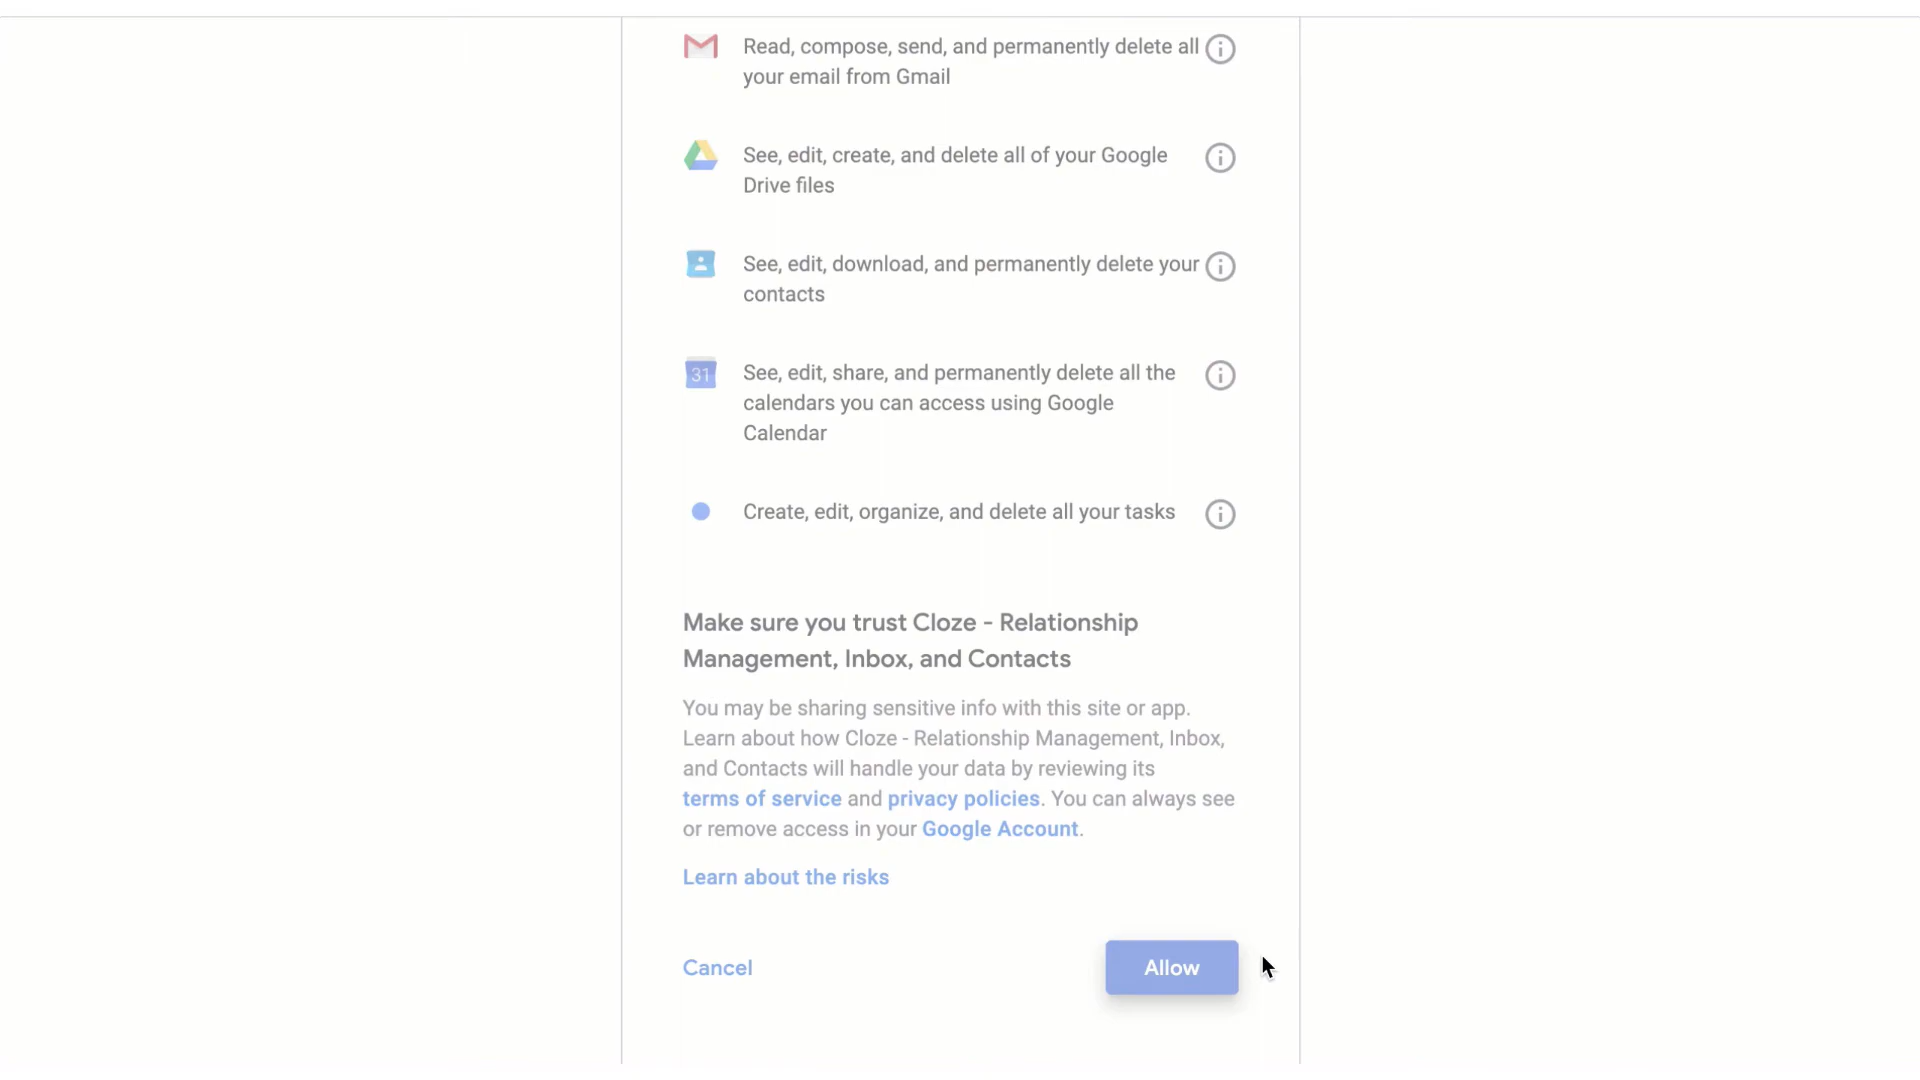 Read, compose, send, and permanently delete all
your email from Gmail
See, edit, create, and delete all of your Google
Drive files
See, edit, download, and permanently delete your
contacts
31
See, edit, share, and permanently delete all the
calendars you can access using Google
Calendar
Create, edit, organize, and delete all your tasks
Make sure you trust Cloze - Relationship
Management, Inbox, and Contacts
You may be sharing sensitive info with this site or app.
Learn about how Cloze - Relationship Management, Inbox,
and Contacts will handle your data by reviewing its
terms of service and privacy policies. You can always see
or remove access in your Google Account.
Learn about the risks
Cancel
Allow